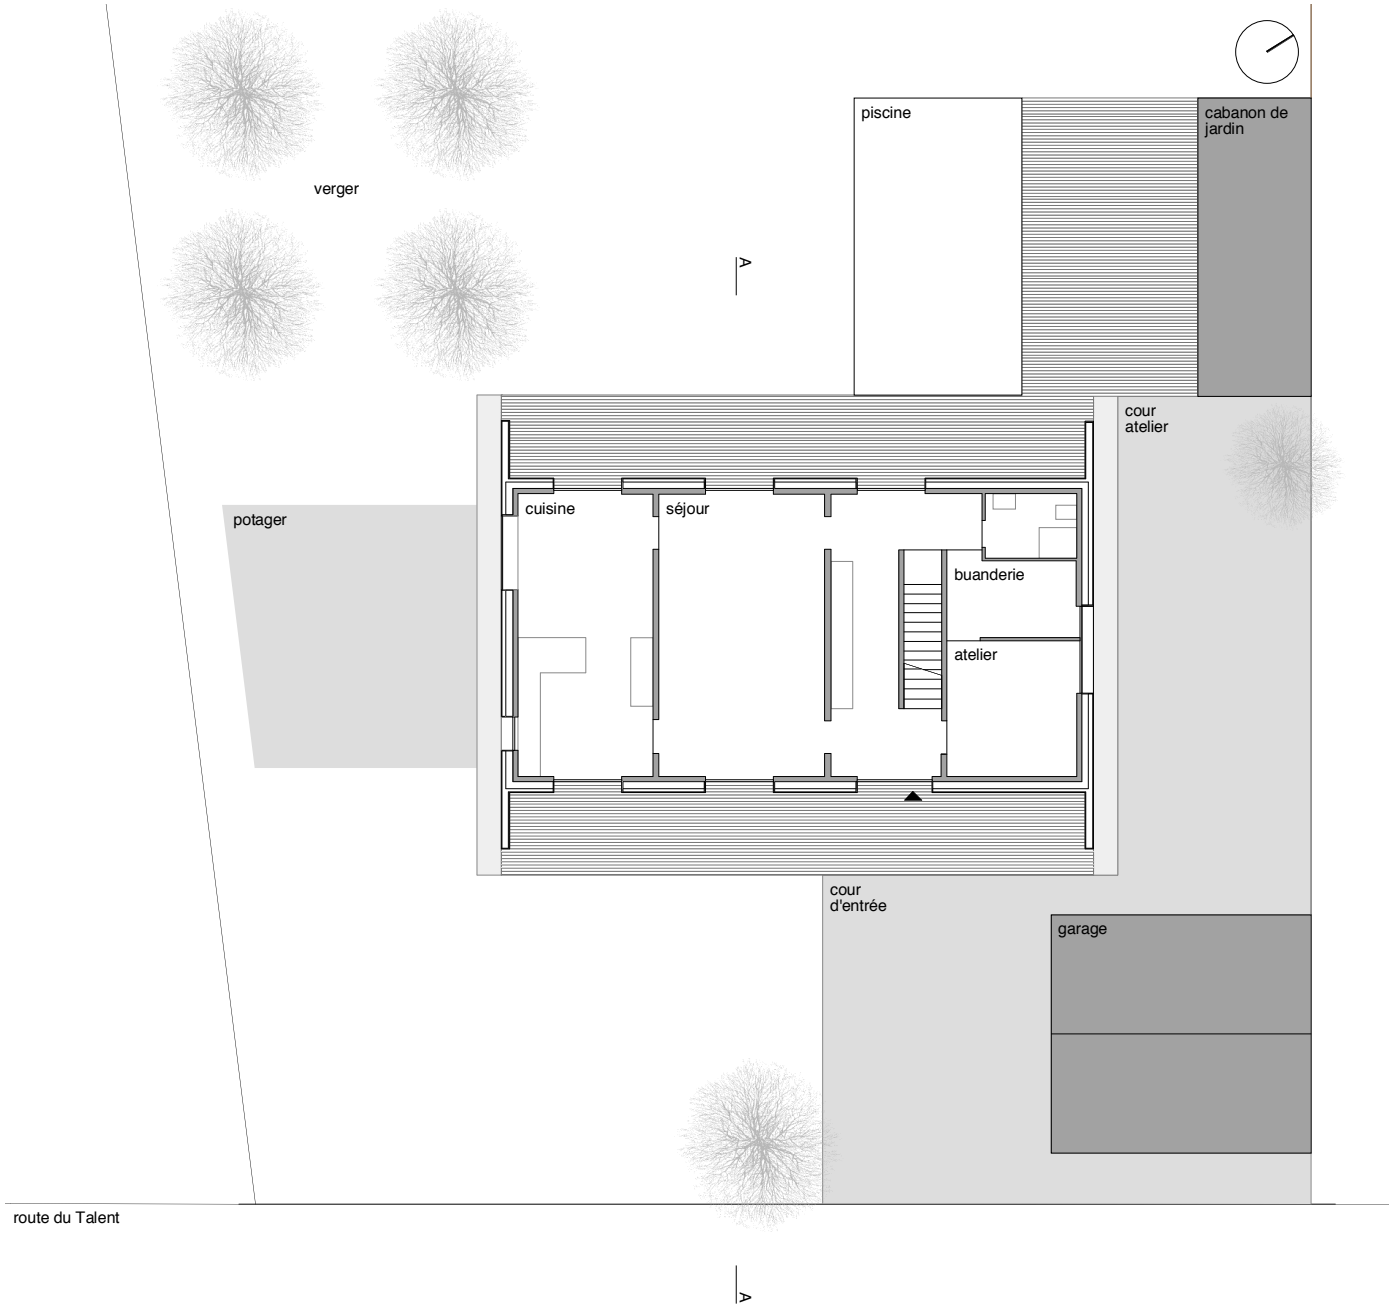 piscine
cabanon de
jardin
verger
A
cour
atelier
cuisine
séjour
potager
buanderie
atelier
cour
d'entrée
garage
route du Talent
A